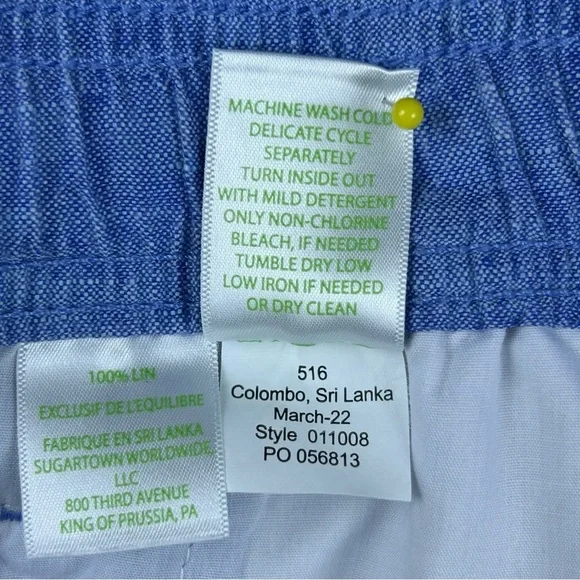 MACHINE WASH COLD
DELICATE CYCLE
SEPARATELY
TURN INSIDE OUT
WITH MILD DETERGENT
ONLY NON-CHLORINE
BLEACH, IF NEEDED
TUMBLE DRY LOW
LOW IRON IF NEEDED
OR DRY CLEAN
100% LIN
EXCLUSIF DE L'EQUILIBRE
FABRIQUE EN SRI LANKA
SUGARTOWN WORLDWIDE,
LLC
800 THIRD AVENUE
KING OF PRUSSIA, PA
516
Colombo, Sri Lanka
March-22
Style 011008
PO 056813